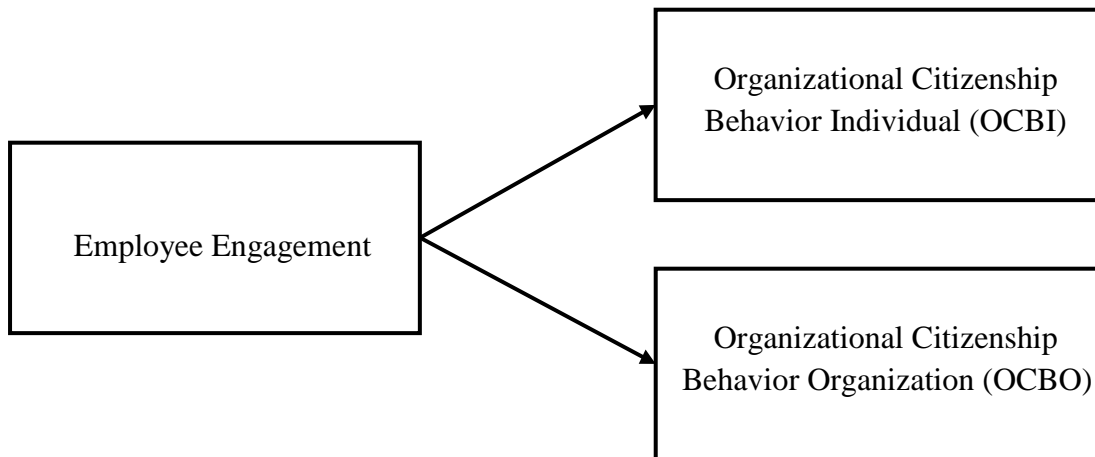 Organizational Citizenship
Behavior Individual (OCBI)
Employee Engagement
Organizational Citizenship
Behavior Organization (OCBO)